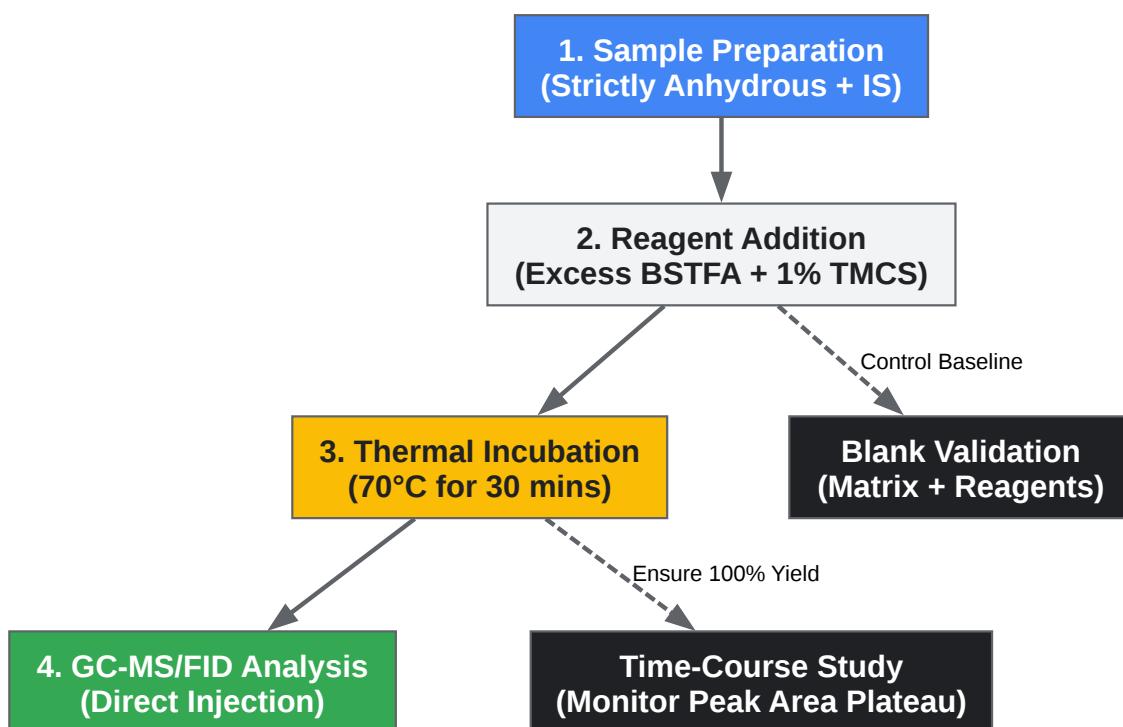 1. Sample Preparation
(Strictly Anhydrous + IS)
2. Reagent Addition
(Excess BSTFA + 1% TMCS)
Control Baseline
3. Thermal Incubation
(70°C for 30 mins)
Blank Validation
(Matrix + Reagents)
Ensure 100% Yield
4. GC-MS/FID Analysis
(Direct Injection)
Time-Course Study
(Monitor Peak Area Plateau)